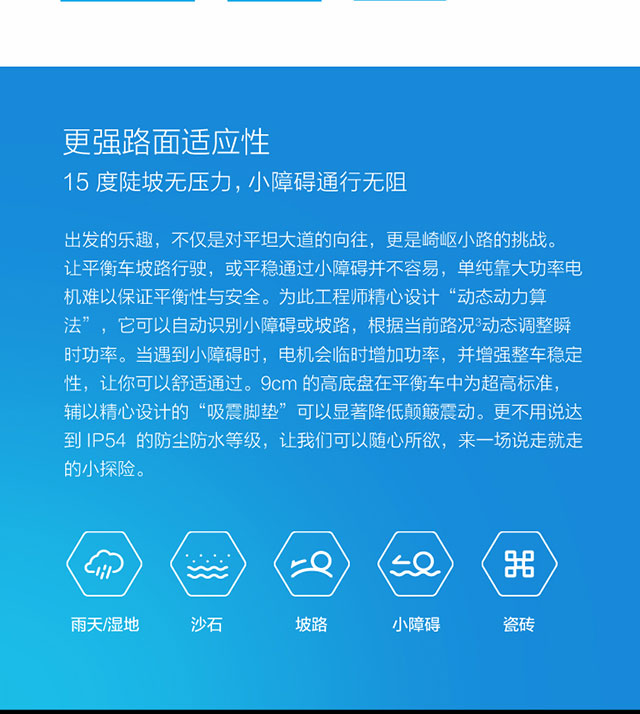 更强路面适应性
15 度陡坡无压力，小障碍通行无阻
出发的乐趣，不仅是对平坦大道的向往，更是崎岖小路的挑战。
让平衡车坡路行驶，或平稳通过小障碍并不容易，单纯靠大功率电
机难以保证平衡性与安全。为此工程师精心设计“动态动力算
法”，它可以自动识别小障碍或坡路，根据当前路况³动态调整瞬
时功率。当遇到小障碍时，电机会临时增加功率，并增强整车稳定
性，让你可以舒适通过。9cm 的高底盘在平衡车中为超高标准，
辅以精心设计的“吸震脚垫”可以显著降低颠簸震动。更不用说达
到 IP54 的防尘防水等级，让我们可以随心所欲，来一场说走就走
的小探险。
雨天/湿地 沙石 坡路 小障碍 瓷砖